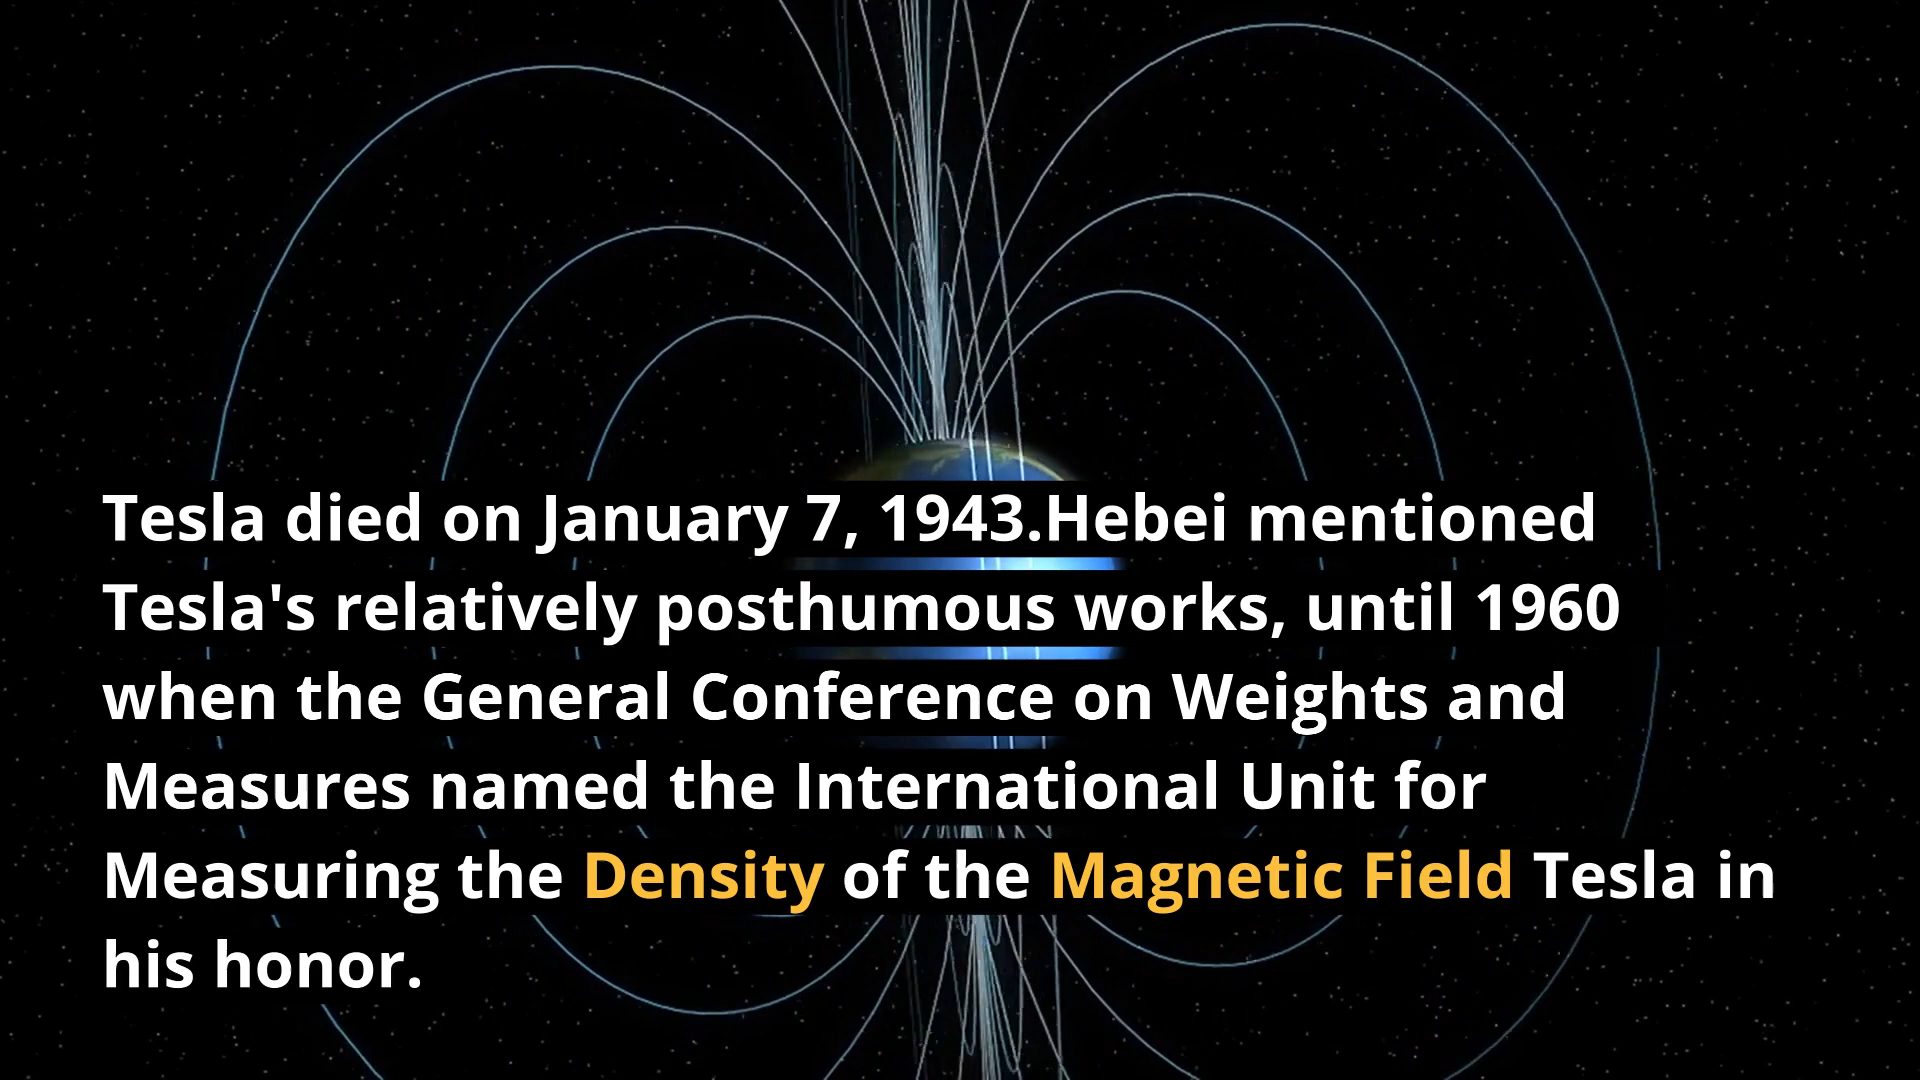 Tesla died on January 7, 1943.Hebei mentioned
Tesla's relatively posthumous works, until 1960
when the General Conference on Weights and
Measures named the International Unit for
Measuring the Density of the Magnetic Field Tesla in
his honor.